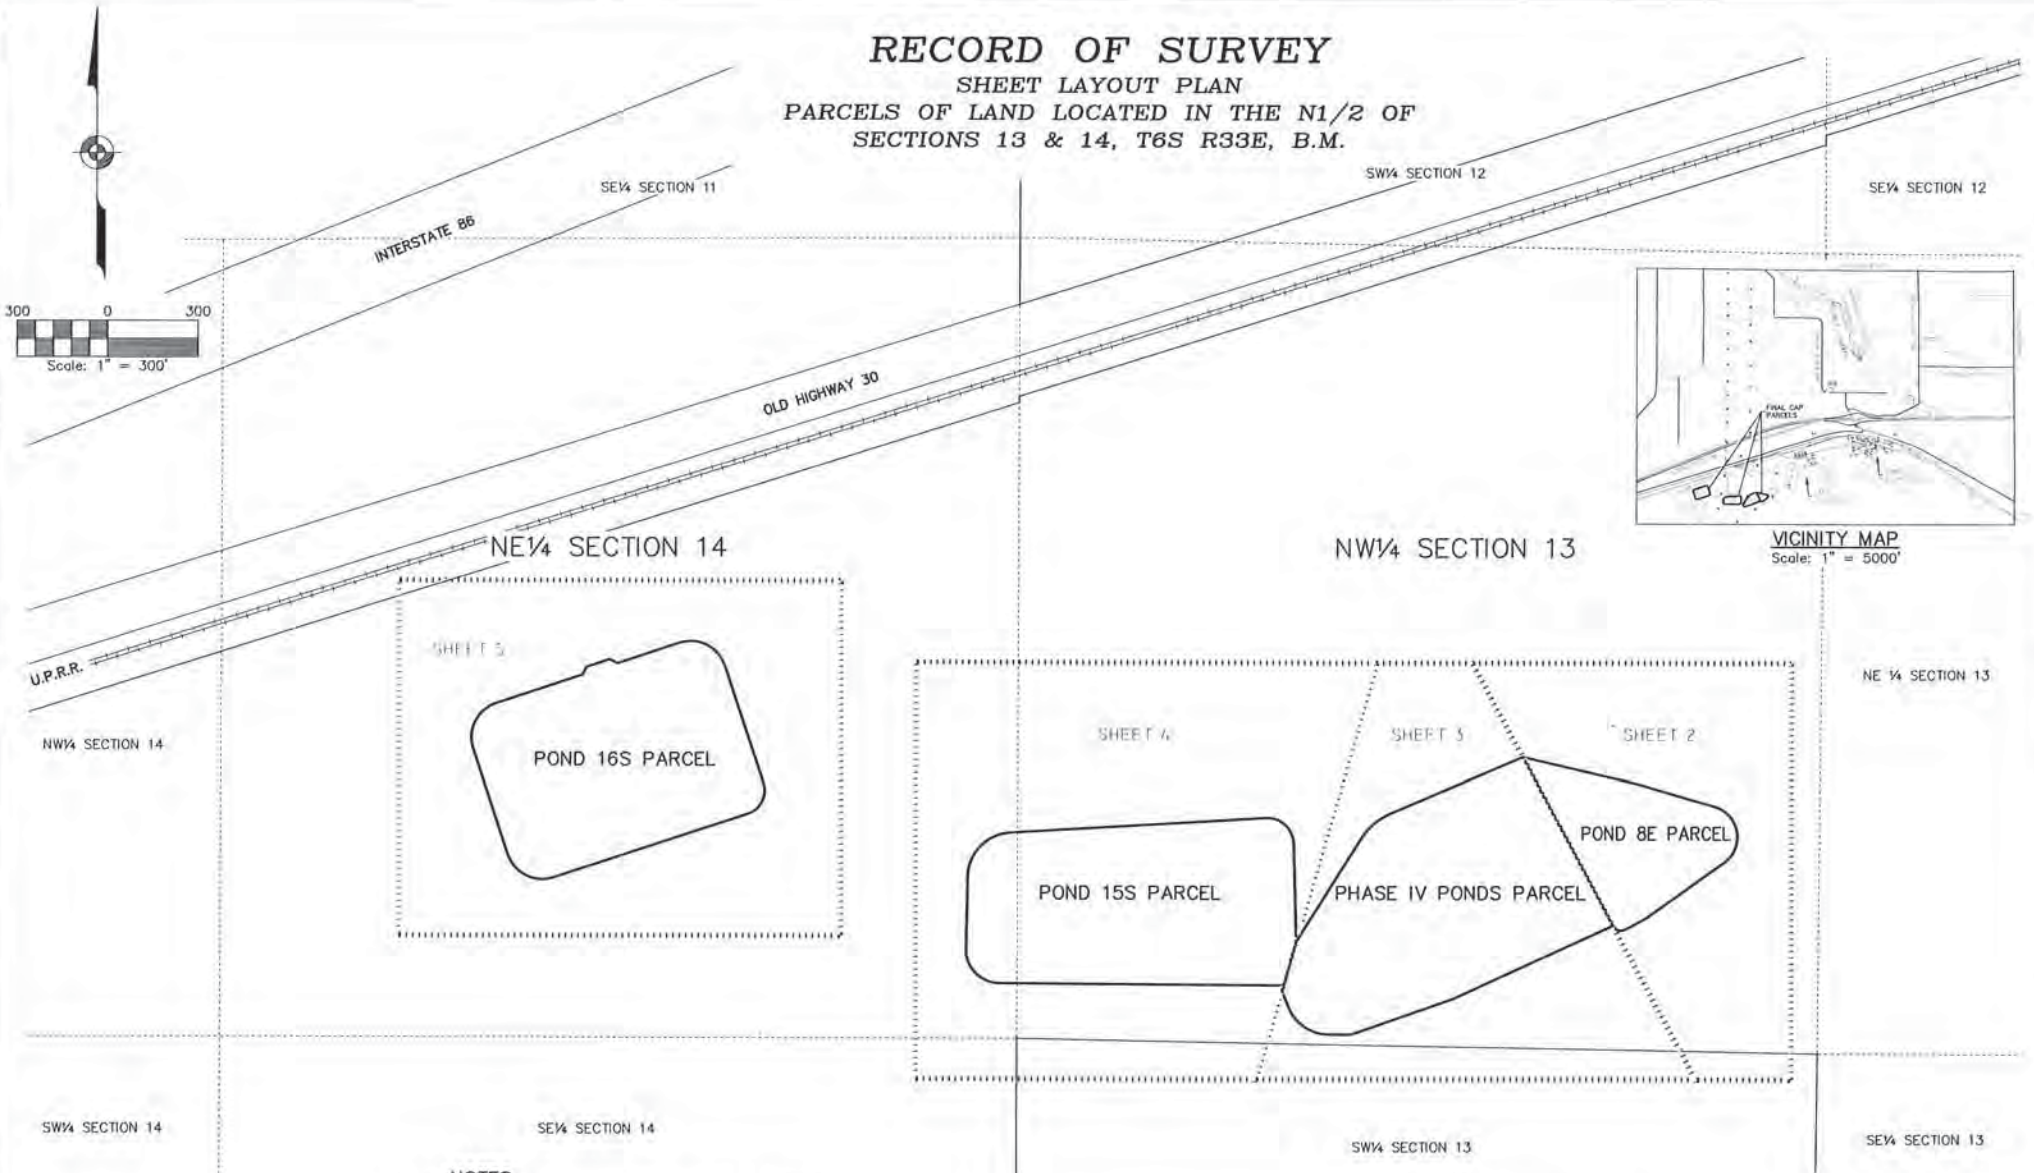 RECORD OF SURVEY
SHEET LAYOUT PLAN
PARCELS OF LAND LOCATED IN THE N1/2 OF
SECTIONS 13 & 14, T6S R33E, B.M.
SE¼ SECTION 11
SW¼ SECTION 12
SE¼ SECTION 12
INTERSTATE 86
300 0 300
Scale: 1" = 300'
OLD HIGHWAY 30
FINAL CAP
PARCELS
VICINITY MAP
Scale: 1" = 5000'
NE¼ SECTION 14
NW¼ SECTION 13
U.P.R.R.
SHEET 5
NE ¼ SECTION 13
NW¼ SECTION 14
SHEET 4
SHEET 3
SHEET 2
POND 16S PARCEL
POND 8E PARCEL
POND 15S PARCEL
PHASE IV PONDS PARCEL
SW¼ SECTION 14
SE¼ SECTION 14
SW¼ SECTION 13
SE¼ SECTION 13